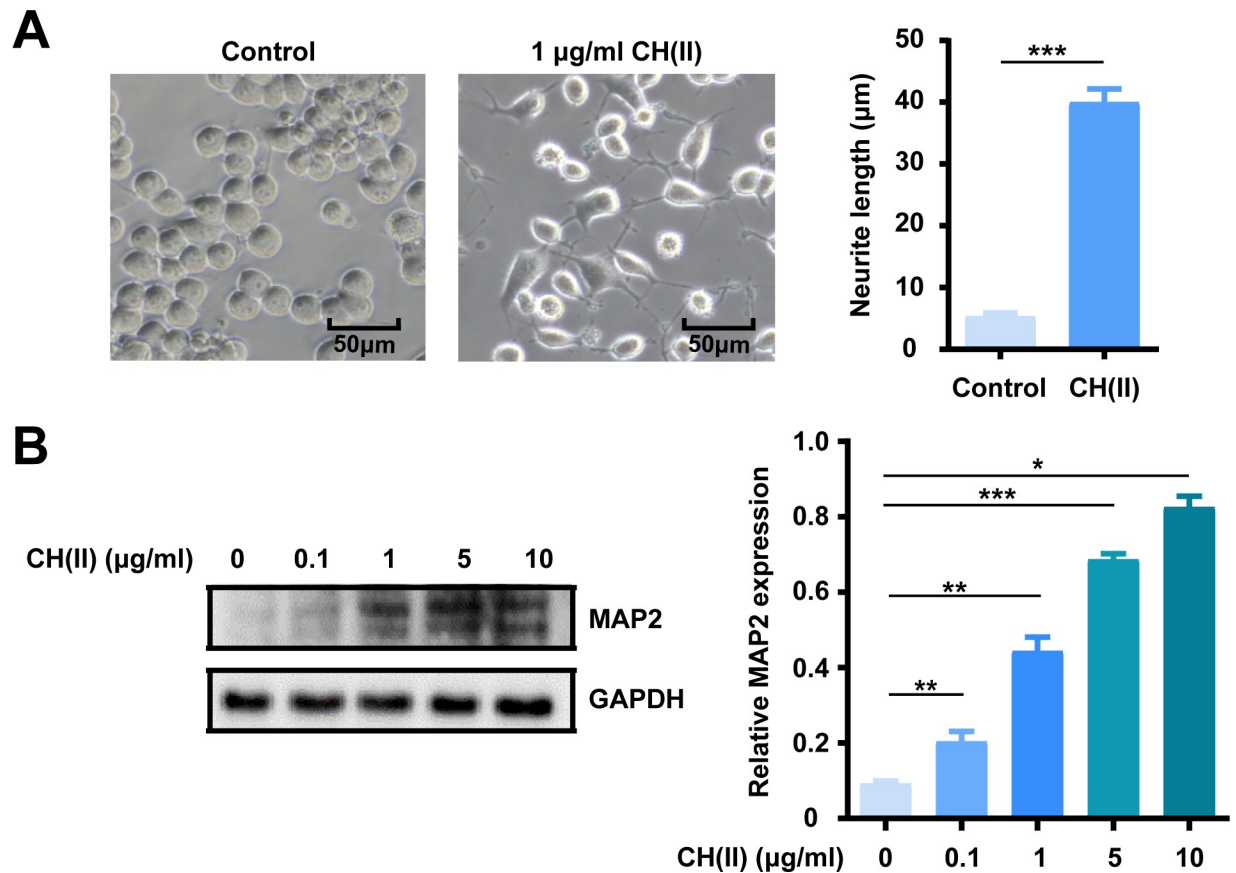 A
Control
1 µg/ml CH(II)
50µm
50µm
Neurite length (µm)
50
40
30
20
10
0
***
Control CH(II)
B
CH(II) (µg/ml) 0 0.1 1 5 10
MAP2
GAPDH
Relative MAP2 expression
1.0
0.8
0.6
0.4
0.2
0
*
***
**
**
CH(II) (µg/ml) 0 0.1 1 5 10